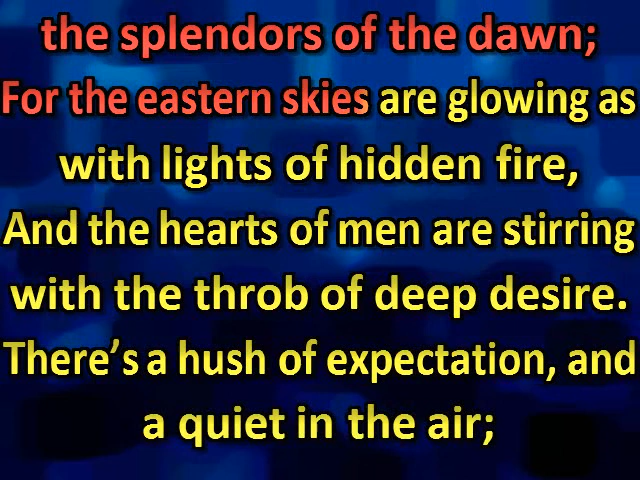 the splendors of the dawn;
For the eastern skies are glowing as
with lights of hidden fire,
And the hearts of men are stirring
with the throb of deep desire.
There’s a hush of expectation, and
a quiet in the air;